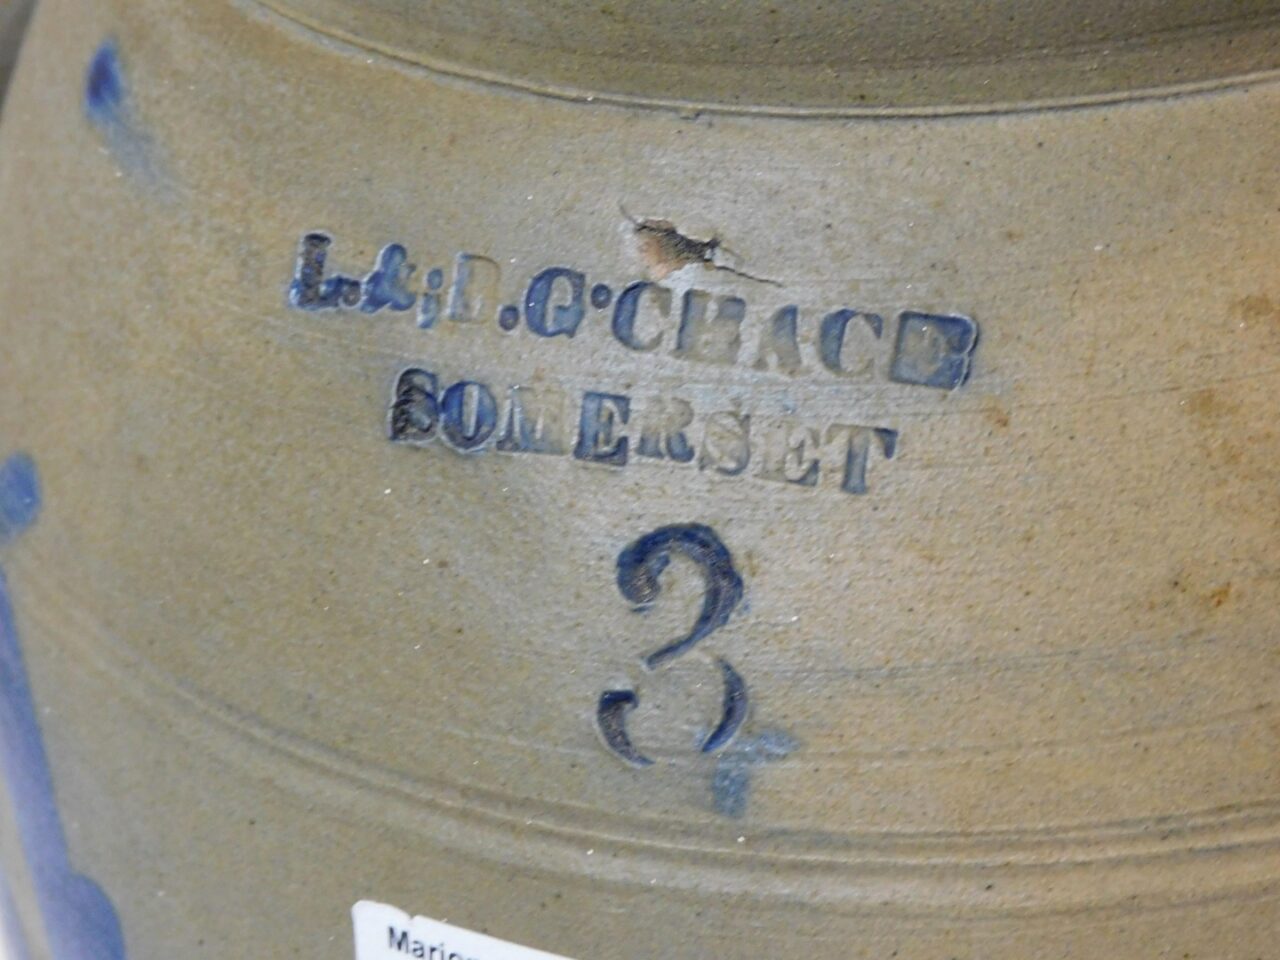 L. & B. G. CHACE
SOMERSET
3